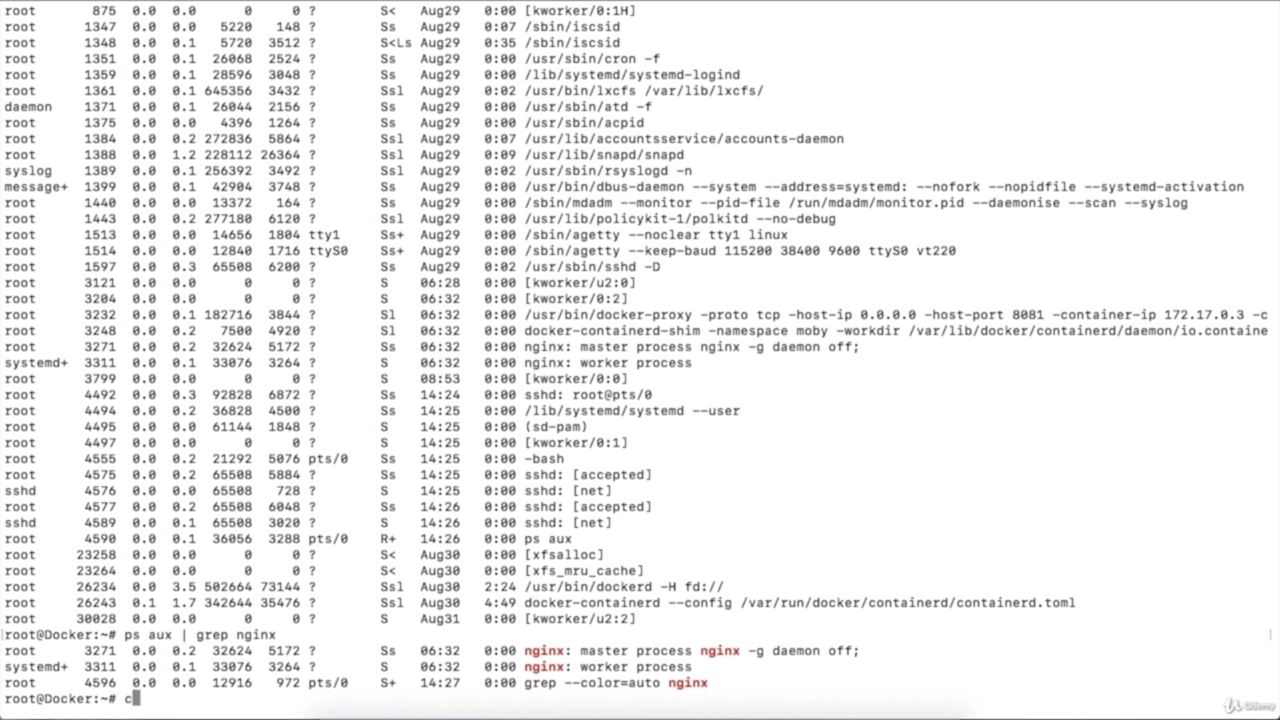 root       875  0.0  0.0      0     0 ?        S<   Aug29   0:00 [kworker/0:1H]
root      1347  0.0  0.0   5220   148 ?        Ss   Aug29   0:07 /sbin/iscsid
root      1348  0.0  0.1   5720  3512 ?        S<Ls Aug29   0:35 /sbin/iscsid
root      1351  0.0  0.1  26068  2524 ?        Ss   Aug29   0:00 /usr/sbin/cron -f
root      1359  0.0  0.1  28596  3048 ?        Ss   Aug29   0:00 /lib/systemd/systemd-logind
root      1361  0.0  0.1 645356  3432 ?        Ssl  Aug29   0:02 /usr/bin/lxcfs /var/lib/lxcfs/
daemon    1371  0.0  0.1  26044  2156 ?        Ss   Aug29   0:00 /usr/sbin/atd -f
root      1375  0.0  0.0   4396  1264 ?        Ss   Aug29   0:00 /usr/sbin/acpid
root      1384  0.0  0.2 272836  5864 ?        Ssl  Aug29   0:07 /usr/lib/accountsservice/accounts-daemon
root      1388  0.0  1.2 228112 26364 ?        Ssl  Aug29   0:09 /usr/lib/snapd/snapd
syslog    1389  0.0  0.1 256392  3492 ?        Ssl  Aug29   0:02 /usr/sbin/rsyslogd -n
message+  1399  0.0  0.1  42904  3748 ?        Ss   Aug29   0:00 /usr/bin/dbus-daemon --system --address=systemd: --nofork --nopidfile --systemd-activation
root      1440  0.0  0.0  13372   164 ?        Ss   Aug29   0:00 /sbin/mdadm --monitor --pid-file /run/mdadm/monitor.pid --daemonise --scan --syslog
root      1443  0.0  0.2 277180  6120 ?        Ssl  Aug29   0:00 /usr/lib/policykit-1/polkitd --no-debug
root      1513  0.0  0.0  14656  1804 tty1     Ss+  Aug29   0:00 /sbin/agetty --noclear tty1 linux
root      1514  0.0  0.0  12840  1716 ttyS0    Ss+  Aug29   0:00 /sbin/agetty --keep-baud 115200 38400 9600 ttyS0 vt220
root      1597  0.0  0.3  65508  6200 ?        Ss   Aug29   0:02 /usr/sbin/sshd -D
root      3121  0.0  0.0      0     0 ?        S    06:28   0:00 [kworker/u2:0]
root      3204  0.0  0.0      0     0 ?        S    06:32   0:00 [kworker/0:2]
root      3232  0.0  0.1 182716  3844 ?        Sl   06:32   0:00 /usr/bin/docker-proxy -proto tcp -host-ip 0.0.0.0 -host-port 8081 -container-ip 172.17.0.3 -c
root      3248  0.0  0.2   7500  4920 ?        Sl   06:32   0:00 docker-containerd-shim -namespace moby -workdir /var/lib/docker/containerd/daemon/io.containe
root      3271  0.0  0.2  32624  5172 ?        Ss   06:32   0:00 nginx: master process nginx -g daemon off;
systemd+  3311  0.0  0.1  33076  3264 ?        S    06:32   0:00 nginx: worker process
root      3799  0.0  0.0      0     0 ?        S    08:53   0:00 [kworker/0:0]
root      4492  0.0  0.3  92828  6872 ?        Ss   14:24   0:00 sshd: root@pts/0
root      4494  0.0  0.2  36828  4500 ?        Ss   14:25   0:00 /lib/systemd/systemd --user
root      4495  0.0  0.0  61144  1848 ?        S    14:25   0:00 (sd-pam)
root      4497  0.0  0.0      0     0 ?        S    14:25   0:00 [kworker/0:1]
root      4555  0.0  0.2  21292  5076 pts/0    Ss   14:25   0:00 -bash
root      4575  0.0  0.2  65508  5884 ?        Ss   14:25   0:00 sshd: [accepted]
sshd      4576  0.0  0.0  65508   728 ?        S    14:25   0:00 sshd: [net]
root      4577  0.0  0.2  65508  6048 ?        Ss   14:26   0:00 sshd: [accepted]
sshd      4589  0.0  0.1  65508  3020 ?        S    14:26   0:00 sshd: [net]
root      4590  0.0  0.1  36056  3288 pts/0    R+   14:26   0:00 ps aux
root     23258  0.0  0.0      0     0 ?        S<   Aug30   0:00 [xfsalloc]
root     23264  0.0  0.0      0     0 ?        S<   Aug30   0:00 [xfs_mru_cache]
root     26234  0.0  3.5 502664 73144 ?        Ssl  Aug30   2:24 /usr/bin/dockerd -H fd://
root     26243  0.1  1.7 342644 35476 ?        Ssl  Aug30   4:49 docker-containerd --config /var/run/docker/containerd/containerd.toml
root     30028  0.0  0.0      0     0 ?        S    Aug31   0:00 [kworker/u2:2]
[root@Docker:~# ps aux | grep nginx ]
root      3271  0.0  0.2  32624  5172 ?        Ss   06:32   0:00 nginx: master process nginx -g daemon off;
systemd+  3311  0.0  0.1  33076  3264 ?        S    06:32   0:00 nginx: worker process
root      4596  0.0  0.0  12916   972 pts/0    S+   14:27   0:00 grep --color=auto nginx
root@Docker:~# c
Udemy